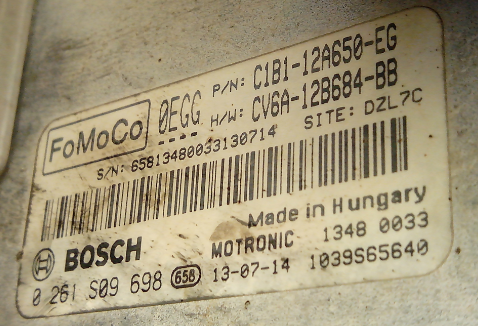 FoMoCo 0EGG P/N: C1B1-12A650-EG
H/W: CV6A-12B684-BB
S/N: 65813480033130714 SITE: DZL7C
Made in Hungary
BOSCH MOTRONIC 1348 0033
0 261 S09 698 658 13-07-14 1039S65640